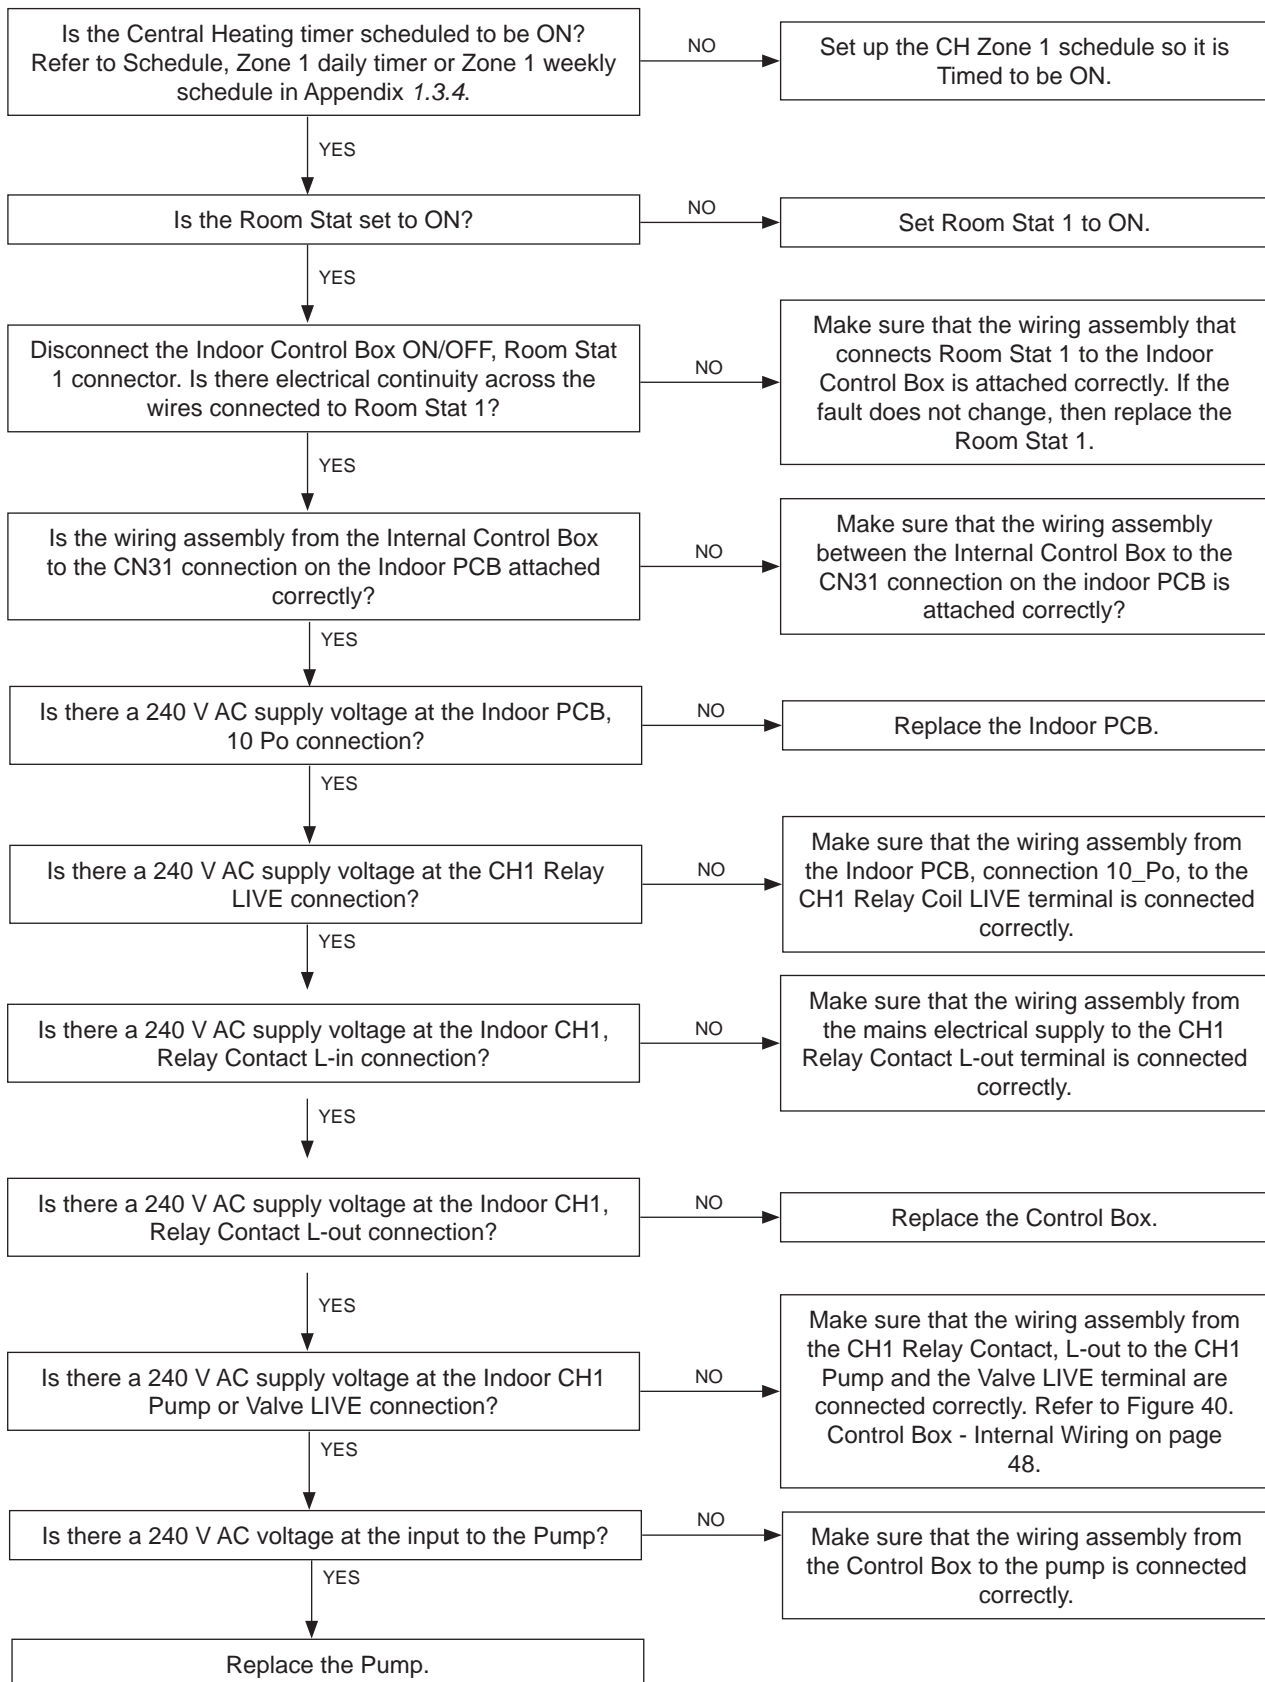 Is the Central Heating timer scheduled to be ON?
Refer to Schedule, Zone 1 daily timer or Zone 1 weekly
schedule in Appendix 1.3.4.
NO
Set up the CH Zone 1 schedule so it is
Timed to be ON.
YES
Is the Room Stat set to ON?
NO
Set Room Stat 1 to ON.
YES
Disconnect the Indoor Control Box ON/OFF, Room Stat
1 connector. Is there electrical continuity across the
wires connected to Room Stat 1?
NO
Make sure that the wiring assembly that
connects Room Stat 1 to the Indoor
Control Box is attached correctly. If the
fault does not change, then replace the
Room Stat 1.
YES
Is the wiring assembly from the Internal Control Box
to the CN31 connection on the Indoor PCB attached
correctly?
NO
Make sure that the wiring assembly
between the Internal Control Box to the
CN31 connection on the indoor PCB is
attached correctly?
YES
Is there a 240 V AC supply voltage at the Indoor PCB,
10 Po connection?
NO
Replace the Indoor PCB.
YES
Is there a 240 V AC supply voltage at the CH1 Relay
LIVE connection?
NO
Make sure that the wiring assembly from
the Indoor PCB, connection 10_Po, to the
CH1 Relay Coil LIVE terminal is connected
correctly.
YES
Is there a 240 V AC supply voltage at the Indoor CH1,
Relay Contact L-in connection?
NO
Make sure that the wiring assembly from
the mains electrical supply to the CH1
Relay Contact L-out terminal is connected
correctly.
YES
Is there a 240 V AC supply voltage at the Indoor CH1,
Relay Contact L-out connection?
NO
Replace the Control Box.
YES
Is there a 240 V AC supply voltage at the Indoor CH1
Pump or Valve LIVE connection?
NO
Make sure that the wiring assembly from
the CH1 Relay Contact, L-out to the CH1
Pump and the Valve LIVE terminal are
connected correctly. Refer to Figure 40.
Control Box - Internal Wiring on page
48.
YES
Is there a 240 V AC voltage at the input to the Pump?
NO
Make sure that the wiring assembly from
the Control Box to the pump is connected
correctly.
YES
Replace the Pump.